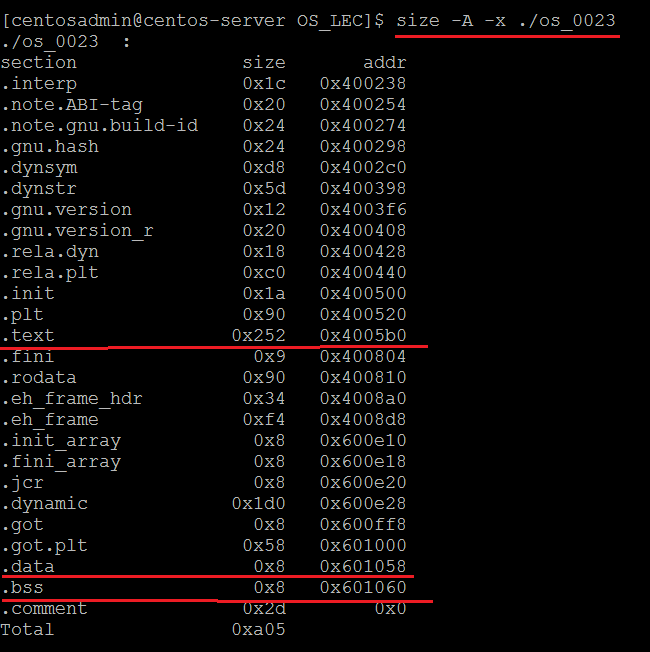 [centosadmin@centos-server OS_LEC]$ size -A -x ./os_0023
./os_0023  :
section                size       addr
.interp                0x1c   0x400238
.note.ABI-tag          0x20   0x400254
.note.gnu.build-id     0x24   0x400274
.gnu.hash              0x24   0x400298
.dynsym                0xd8   0x4002c0
.dynstr                0x5d   0x400398
.gnu.version           0x12   0x4003f6
.gnu.version_r         0x20   0x400408
.rela.dyn              0x18   0x400428
.rela.plt              0xc0   0x400440
.init                  0x1a   0x400500
.plt                   0x90   0x400520
.text                 0x252   0x4005b0
.fini                   0x9   0x400804
.rodata                0x90   0x400810
.eh_frame_hdr          0x34   0x4008a0
.eh_frame              0xf4   0x4008d8
.init_array             0x8   0x600e10
.fini_array             0x8   0x600e18
.jcr                    0x8   0x600e20
.dynamic              0x1d0   0x600e28
.got                    0x8   0x600ff8
.got.plt               0x58   0x601000
.data                   0x8   0x601058
.bss                    0x8   0x601060
.comment               0x2d        0x0
Total                 0xa05